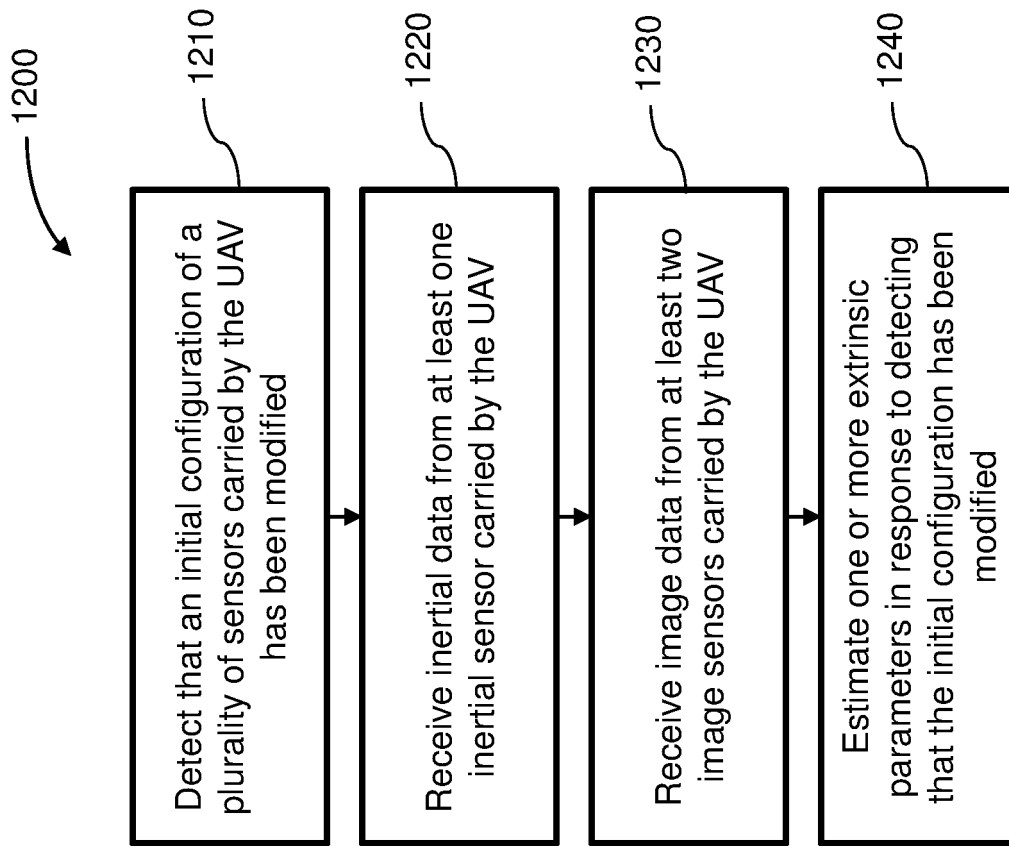 1200
Detect that an initial configuration of a
plurality of sensors carried by the UAV
has been modified
1210
Receive inertial data from at least one
inertial sensor carried by the UAV
1220
Receive image data from at least two
image sensors carried by the UAV
1230
Estimate one or more extrinsic
parameters in response to detecting
that the initial configuration has been
modified
1240